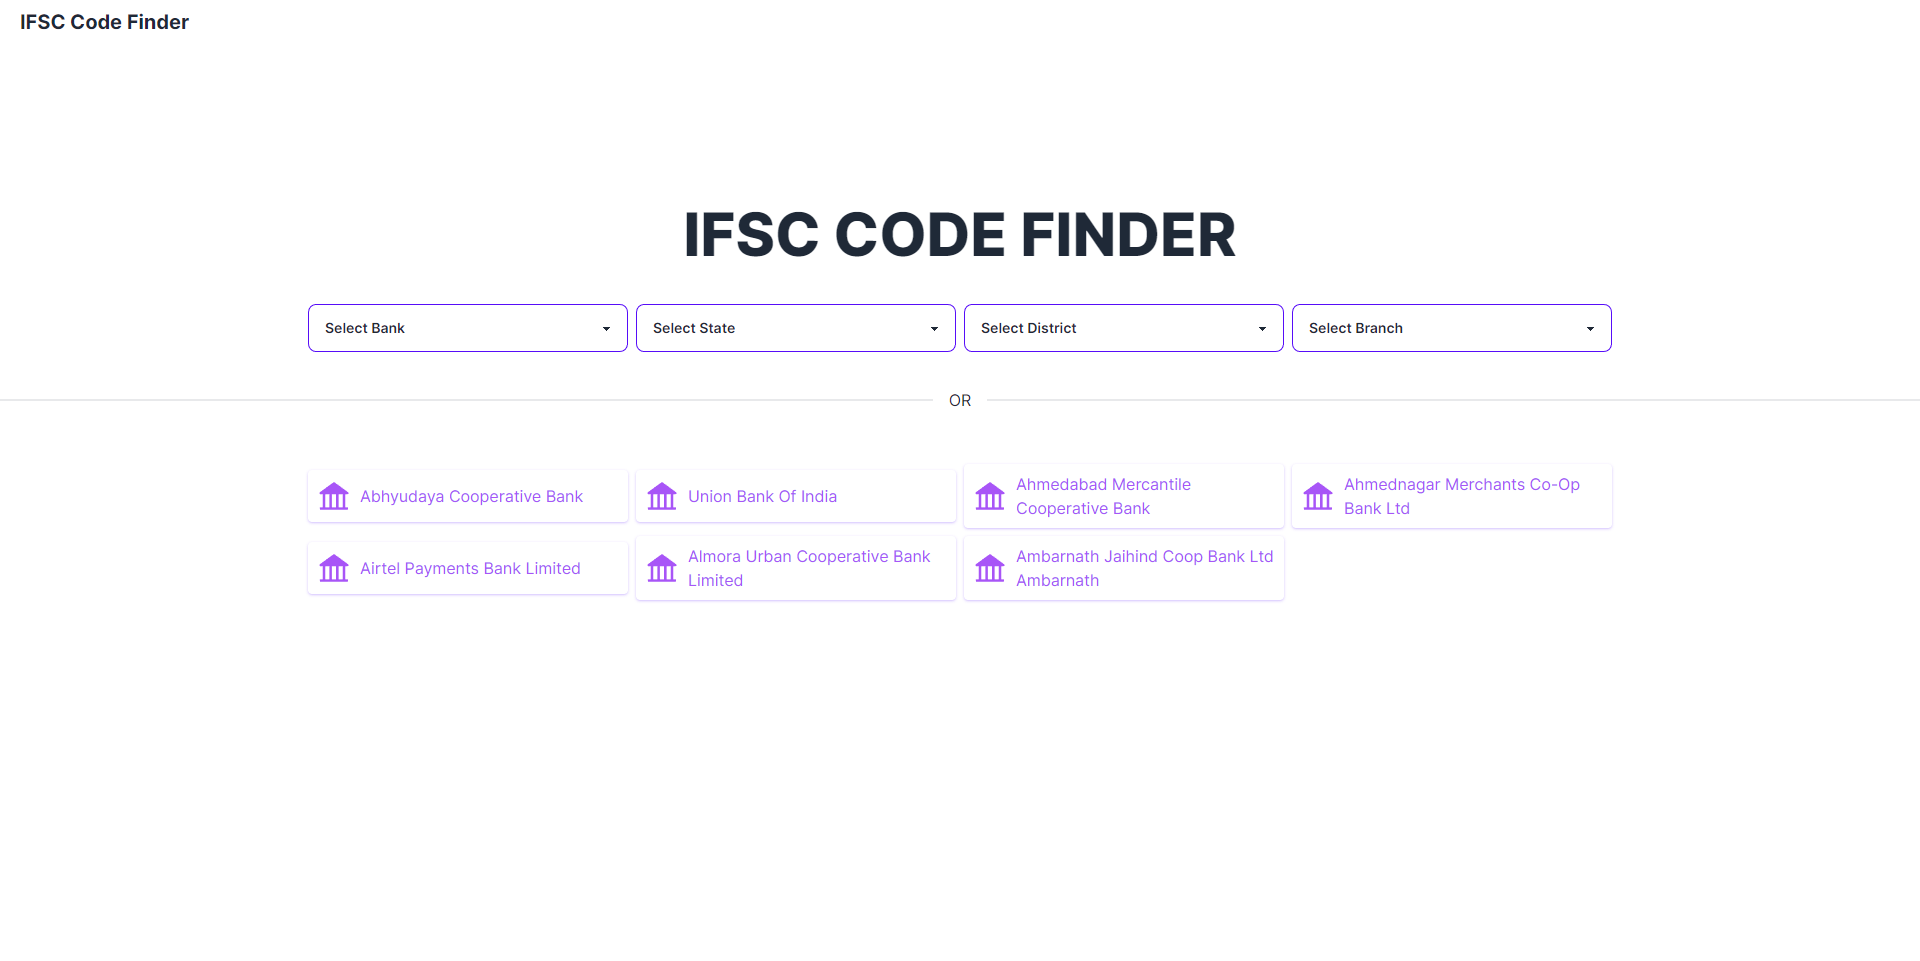 IFSC Code Finder
IFSC CODE FINDER
Select Bank
Select State
Select District
Select Branch
OR
Abhyudaya Cooperative Bank
Union Bank Of India
Ahmedabad Mercantile
Cooperative Bank
Ahmednagar Merchants Co-Op
Bank Ltd
Airtel Payments Bank Limited
Almora Urban Cooperative Bank
Limited
Ambarnath Jaihind Coop Bank Ltd
Ambarnath